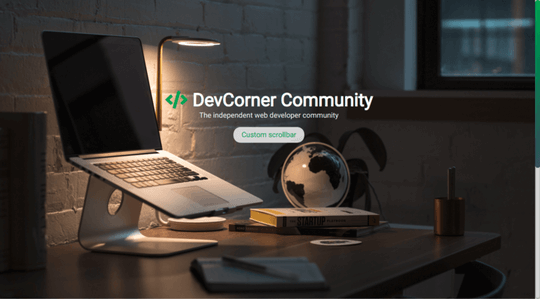 </> DevCorner Community
The independent web developer community
Custom scrollbar